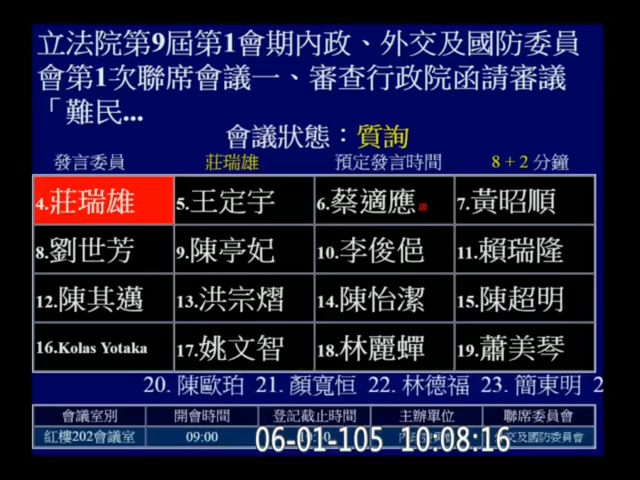 立法院第9屆第1會期內政、外交及國防委員
會第1次聯席會議一、審查行政院函請審議
「難民...
會議狀態：質詢
發言委員 莊瑞雄 預定發言時間 8 + 2 分鐘
4.莊瑞雄 5.王定宇 6.蔡適應 7.黃昭順
8.劉世芳 9.陳亭妃 10.李俊俋 11.賴瑞隆
12.陳其邁 13.洪宗熠 14.陳怡潔 15.陳超明
16.Kolas Yotaka 17.姚文智 18.林麗蟬 19.蕭美琴
20. 陳歐珀 21. 顏寬恒 22. 林德福 23. 簡東明 2
會議室別 開會時間 登記截止時間 主辦單位 聯席委員會
紅樓202會議室 09:00 外交及國防委員會
06-01-105 10:08:16